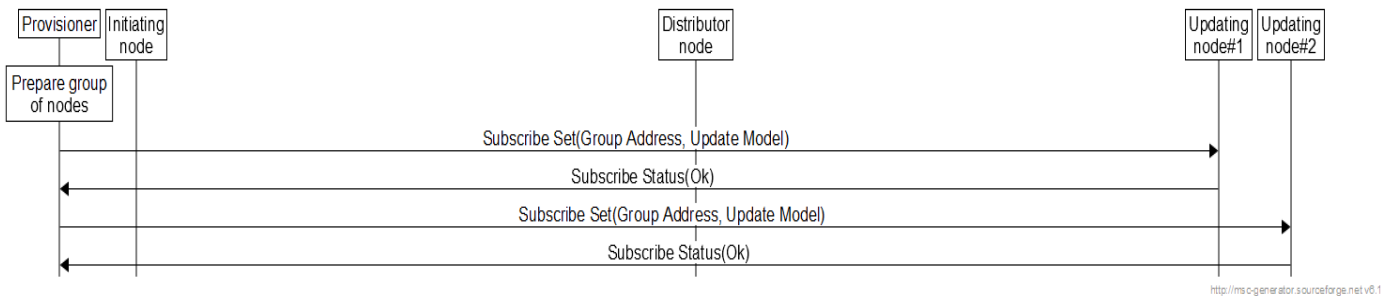 Provisioner
Initiating
node
Distributor
node
Updating
node#1
Updating
node#2
Prepare group
of nodes
Subscribe Set(Group Address, Update Model)
Subscribe Status(Ok)
Subscribe Set(Group Address, Update Model)
Subscribe Status(Ok)
http://msc-generator.sourceforge.net v6.1